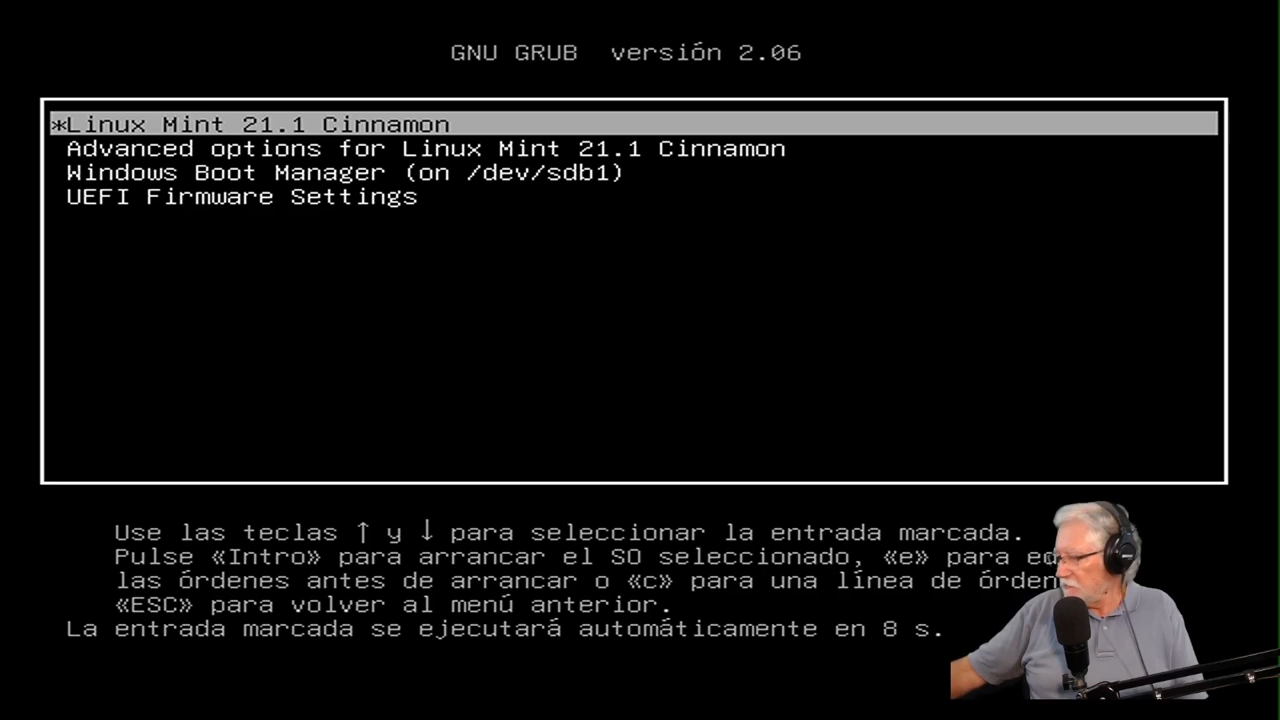 GNU GRUB versión 2.06
*Linux Mint 21.1 Cinnamon
Advanced options for Linux Mint 21.1 Cinnamon
Windows Boot Manager (on /dev/sdb1)
UEFI Firmware Settings
Use las teclas ↑ y ↓ para seleccionar la entrada marcada.
Pulse «Intro» para arrancar el SO seleccionado, «e» para
las órdenes antes de arrancar o «c» para una línea de
«ESC» para volver al menú anterior.
La entrada marcada se ejecutará automáticamente en 8 s.